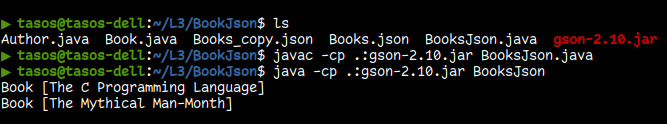 ▶ tasos@tasos-dell:~/L3/BookJson$ ls
Author.java  Book.java  Books_copy.json  Books.json  BooksJson.java  gson-2.10.jar
▶ tasos@tasos-dell:~/L3/BookJson$ javac -cp .:gson-2.10.jar BooksJson.java
▶ tasos@tasos-dell:~/L3/BookJson$ java -cp .:gson-2.10.jar BooksJson
Book [The C Programming Language]
Book [The Mythical Man-Month]